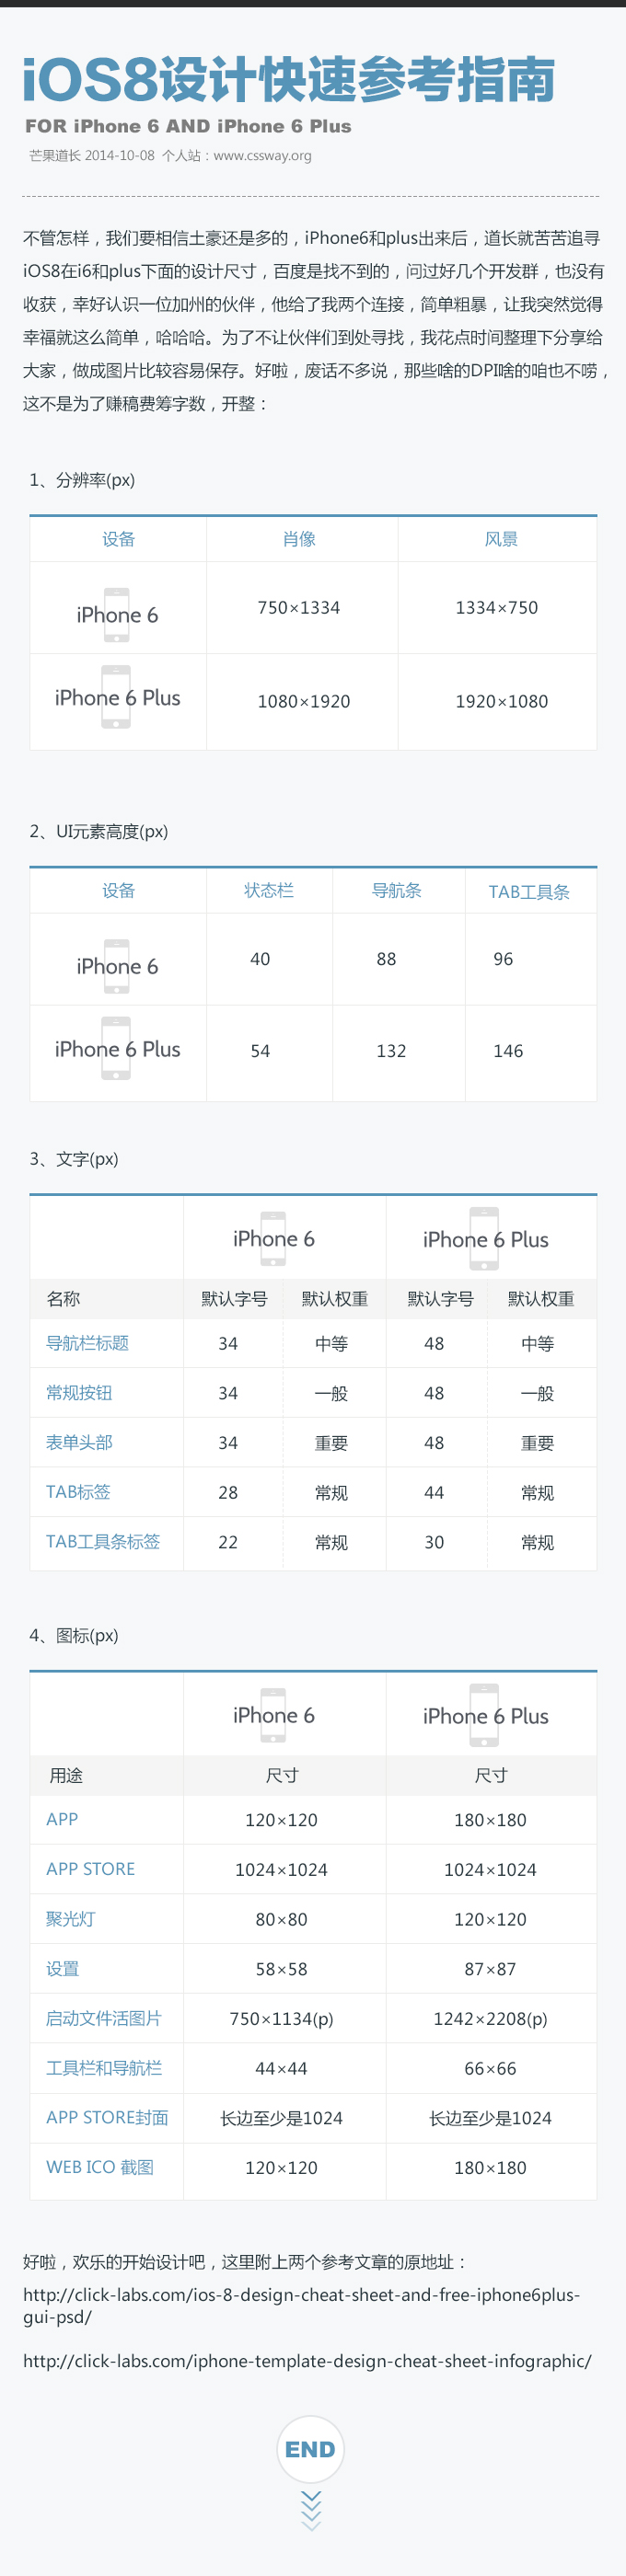 iOS8设计快速参考指南
FOR iPhone 6 AND iPhone 6 Plus
芒果道长 2014-10-08 个人站：www.cssway.org
不管怎样，我们要相信土豪还是多的，iPhone6和plus出来后，道长就苦苦追寻
iOS8在i6和plus下面的设计尺寸，百度是找不到的，问过好几个开发群，也没有
收获，幸好认识一位加州的伙伴，他给了我两个连接，简单粗暴，让我突然觉得
幸福就这么简单，哈哈哈。为了不让伙伴们到处寻找，我花点时间整理下分享给
大家，做成图片比较容易保存。好啦，废话不多说，那些啥的DPI啥的咱也不唠，
这不是为了赚稿费筹字数，开整：
1、分辨率(px)
设备 肖像 风景
iPhone 6 750×1334 1334×750
iPhone 6 Plus 1080×1920 1920×1080
2、UI元素高度(px)
设备 状态栏 导航条 TAB工具条
iPhone 6 40 88 96
iPhone 6 Plus 54 132 146
3、文字(px)
iPhone 6 iPhone 6 Plus
名称 默认字号 默认权重 默认字号 默认权重
导航栏标题 34 中等 48 中等
常规按钮 34 一般 48 一般
表单头部 34 重要 48 重要
TAB标签 28 常规 44 常规
TAB工具条标签 22 常规 30 常规
4、图标(px)
iPhone 6 iPhone 6 Plus
用途 尺寸 尺寸
APP 120×120 180×180
APP STORE 1024×1024 1024×1024
聚光灯 80×80 120×120
设置 58×58 87×87
启动文件活图片 750×1134(p) 1242×2208(p)
工具栏和导航栏 44×44 66×66
APP STORE封面 长边至少是1024 长边至少是1024
WEB ICO 截图 120×120 180×180
好啦，欢乐的开始设计吧，这里附上两个参考文章的原地址：
http://click-labs.com/ios-8-design-cheat-sheet-and-free-iphone6plus-
gui-psd/
http://click-labs.com/iphone-template-design-cheat-sheet-infographic/
END